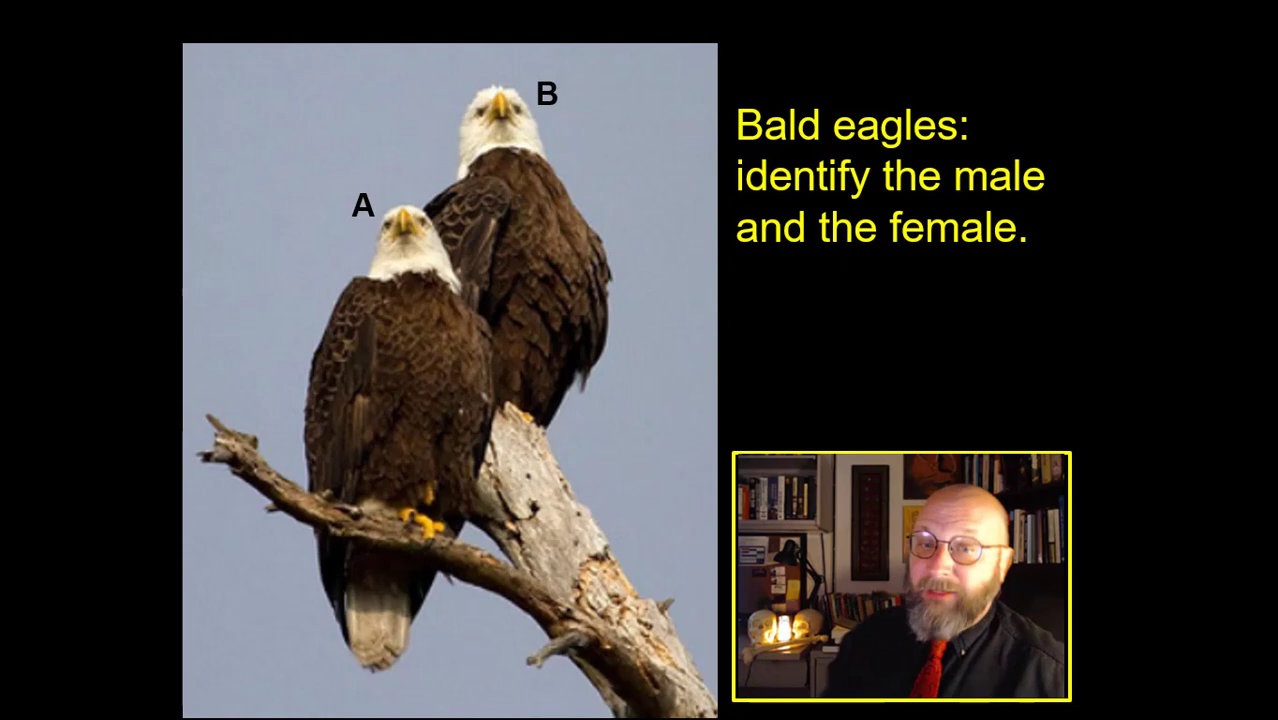 B
A
Bald eagles:
identify the male
and the female.